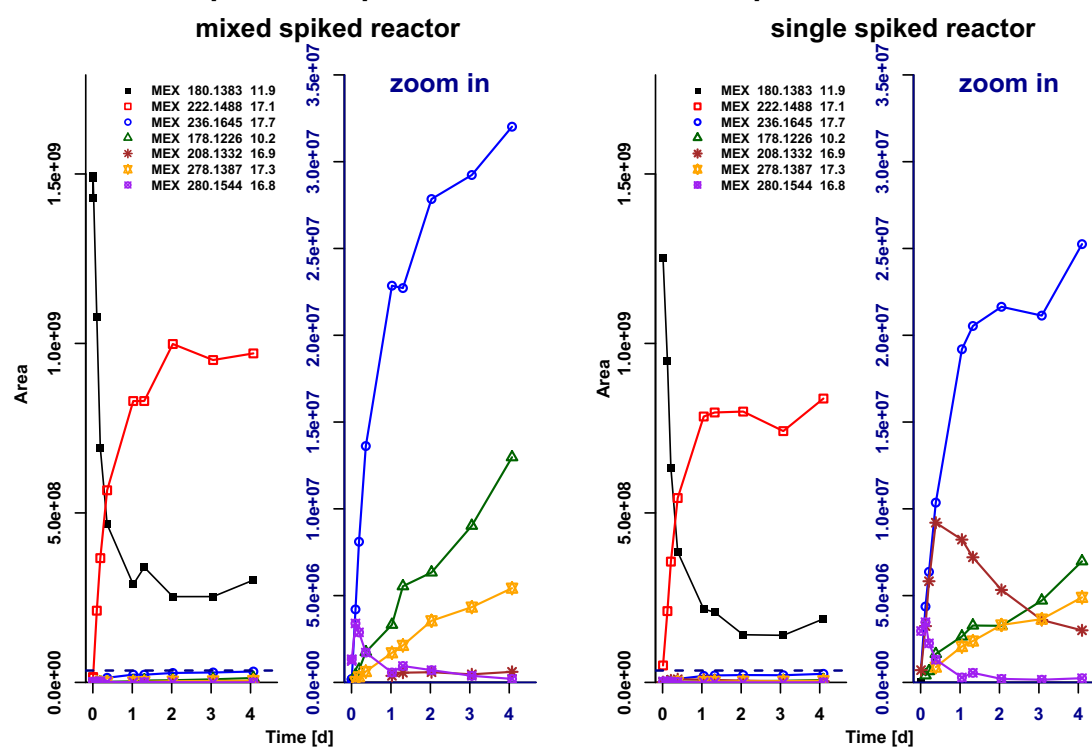 mixed spiked reactor
zoom in
MEX 180.1383 11.9
MEX 222.1488 17.1
MEX 236.1645 17.7
MEX 178.1226 10.2
MEX 208.1332 16.9
MEX 278.1387 17.3
MEX 280.1544 16.8
Area
0.0e+00
5.0e+08
1.0e+09
1.5e+09
0 1 2 3 4
0.0e+00
5.0e+06
1.0e+07
1.5e+07
2.0e+07
2.5e+07
3.0e+07
3.5e+07
0 1 2 3 4
Time [d]
single spiked reactor
zoom in
MEX 180.1383 11.9
MEX 222.1488 17.1
MEX 236.1645 17.7
MEX 178.1226 10.2
MEX 208.1332 16.9
MEX 278.1387 17.3
MEX 280.1544 16.8
Area
0.0e+00
5.0e+08
1.0e+09
1.5e+09
0 1 2 3 4
0.0e+00
5.0e+06
1.0e+07
1.5e+07
2.0e+07
2.5e+07
3.0e+07
3.5e+07
0 1 2 3 4
Time [d]